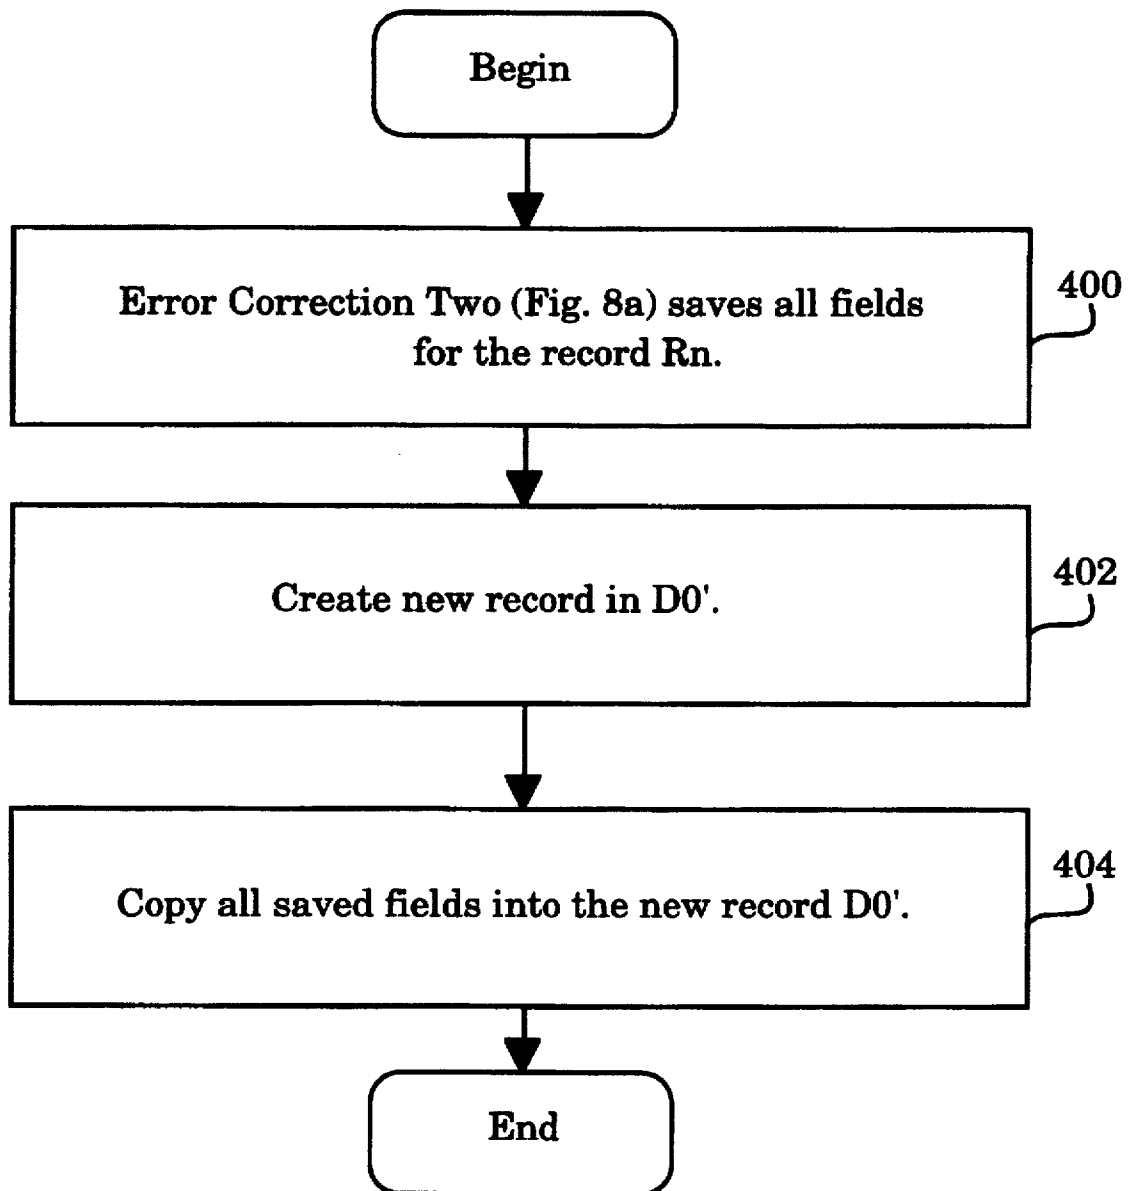 Begin
Error Correction Two (Fig. 8a) saves all fields
for the record Rn.
400
Create new record in D0'.
402
Copy all saved fields into the new record D0'.
404
End